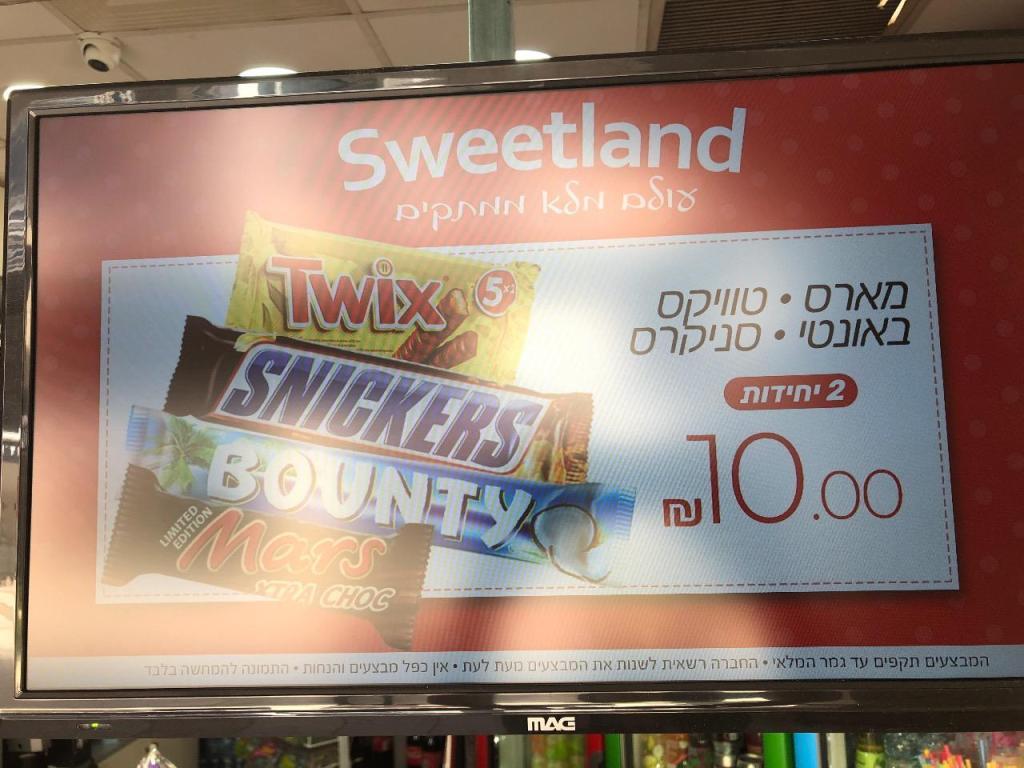 Sweetland
עולם מלא ממתקים
TWIX 5x2
SNICKERS
BOUNTY
LIMITED
EDITION
Mars
XTRA CHOC
מארס • טוויקס
באונטי • סניקרס
2 יחידות
₪10.00
המבצעים תקפים עד גמר המלאי • החברה רשאית לשנות את המבצעים מעת לעת • אין כפל מבצעים והנחות • התמונה להמחשה בלבד
MAG